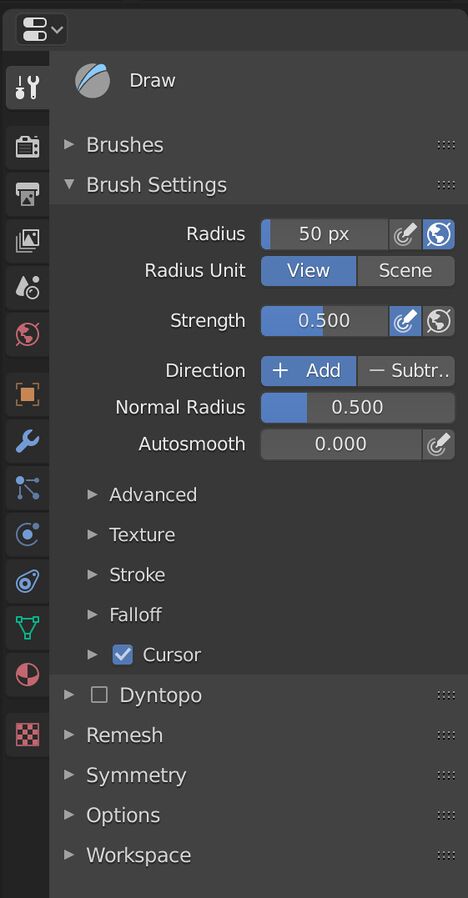 Draw
Brushes
Brush Settings
Radius 50 px
Radius Unit View Scene
Strength 0.500
Direction + Add − Subtr..
Normal Radius 0.500
Autosmooth 0.000
Advanced
Texture
Stroke
Falloff
Cursor
Dyntopo
Remesh
Symmetry
Options
Workspace